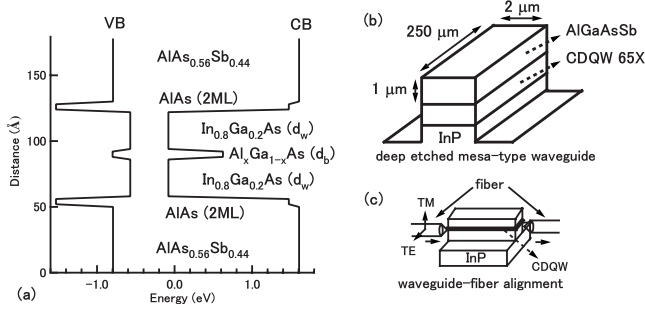 VB
CB
AlAs0.56Sb0.44
AlAs (2ML)
In0.8Ga0.2As (dw)
AlxGa1-xAs (db)
In0.8Ga0.2As (dw)
AlAs (2ML)
AlAs0.56Sb0.44
Distance (Å)
150
100
50
0
-1.0
0.0
1.0
Energy (eV)
(a)
(b)
2 μm
250 μm
AlGaAsSb
CDQW 65X
1 μm
InP
deep etched mesa-type waveguide
(c)
fiber
TM
TE
InP
CDQW
waveguide-fiber alignment